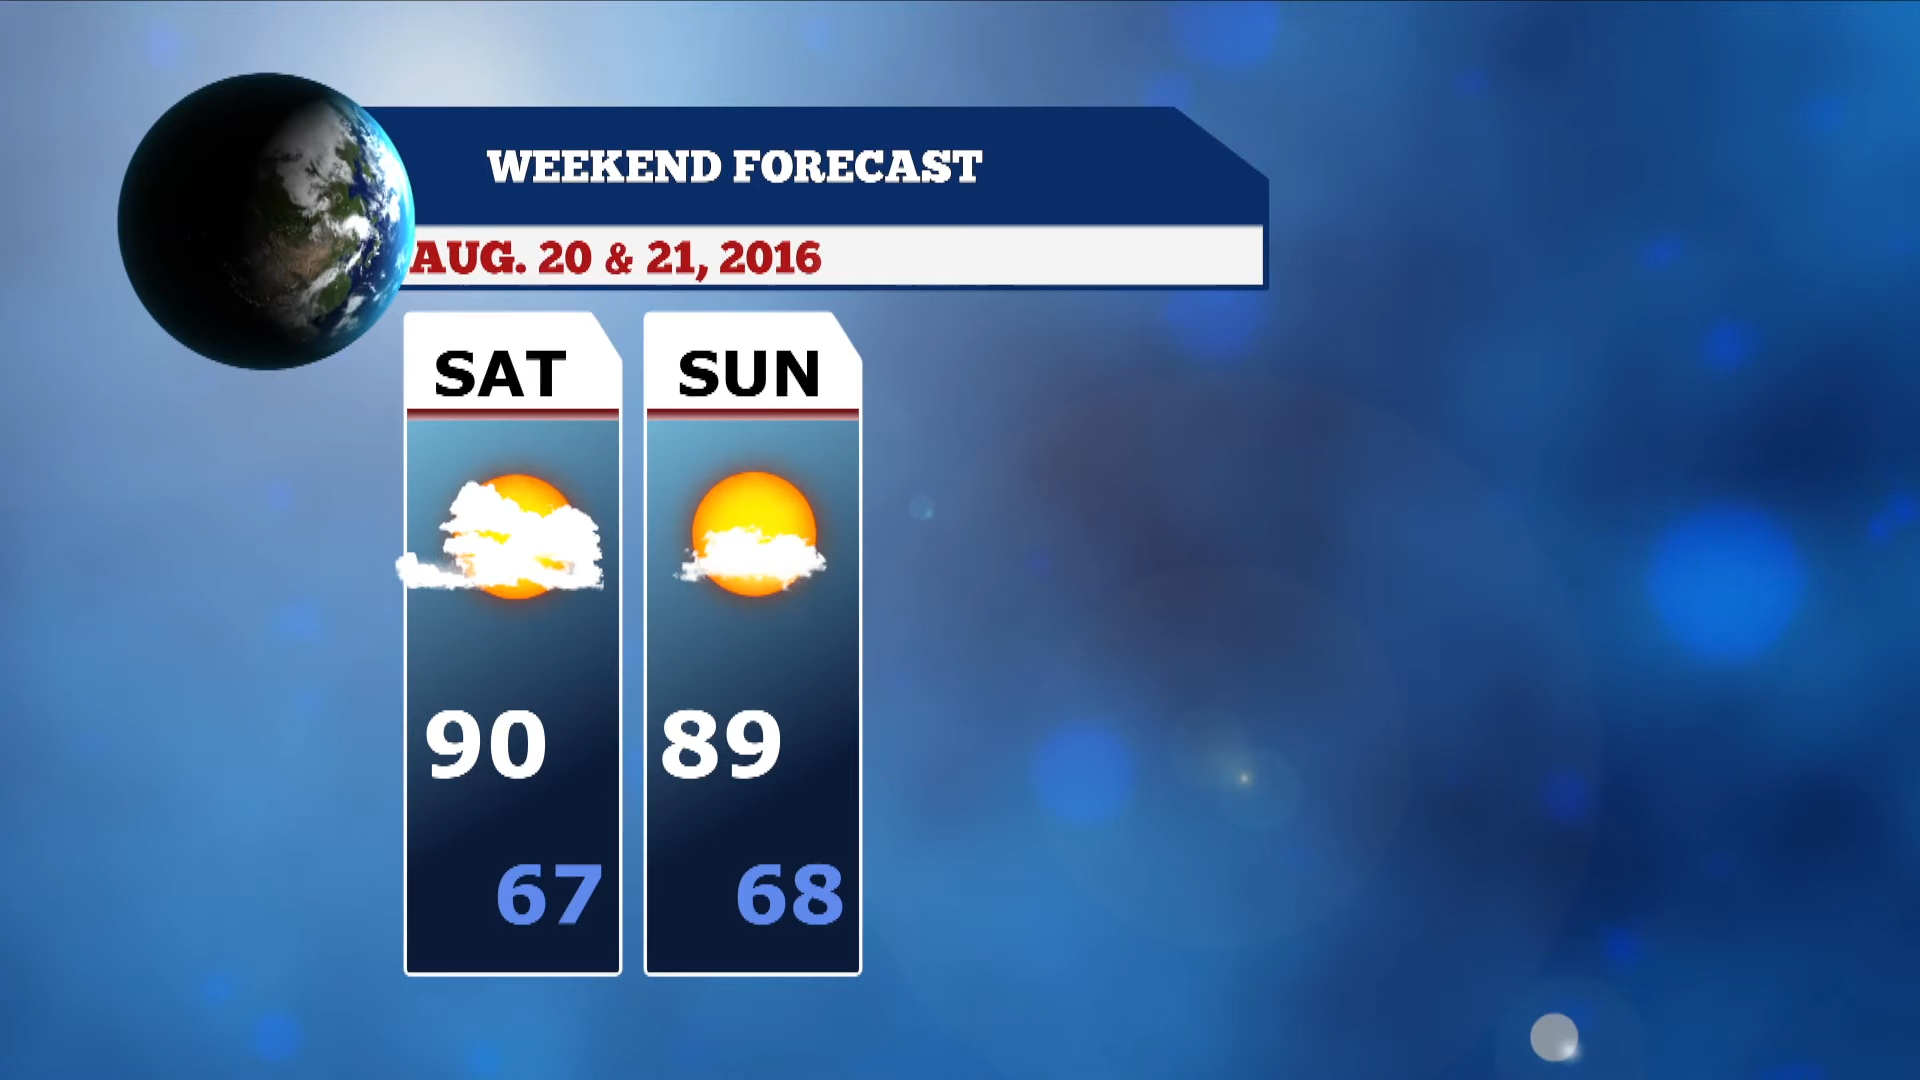 WEEKEND FORECAST
AUG. 20 & 21, 2016
SAT SUN
90 89
67 68